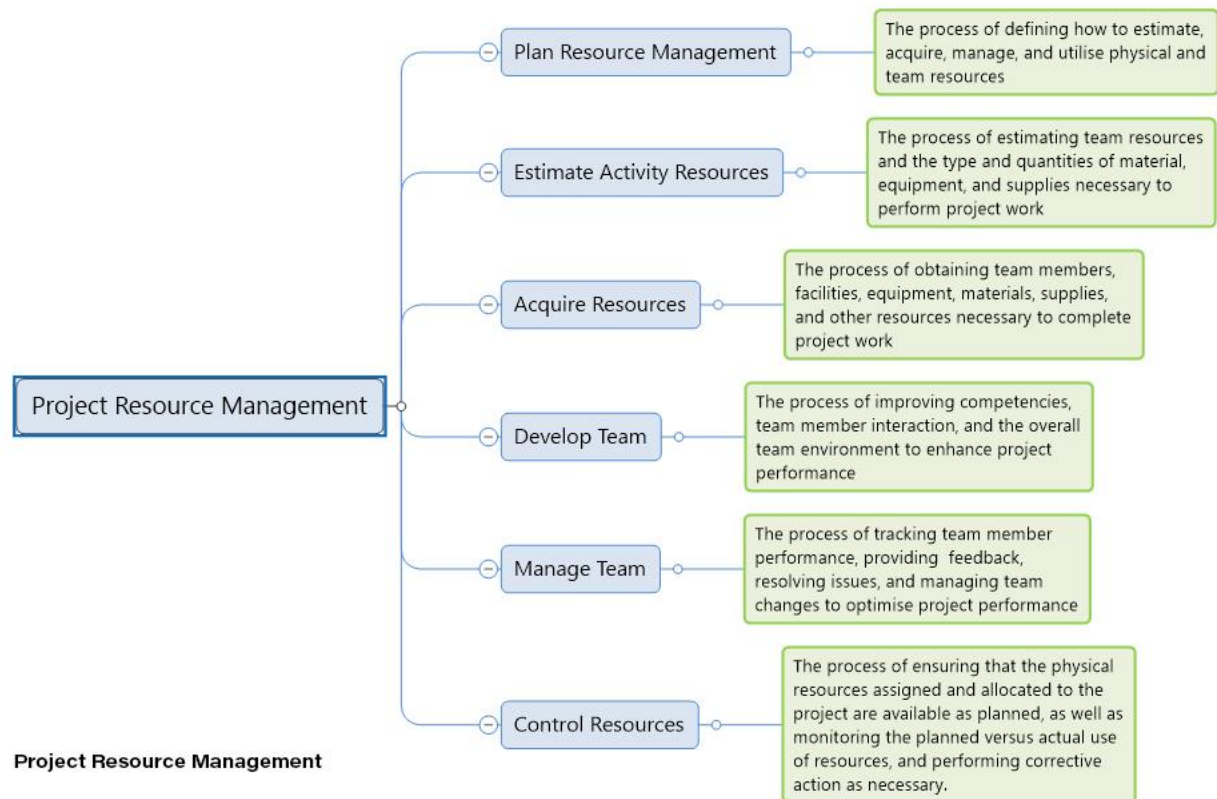 Plan Resource Management
The process of defining how to estimate,
acquire, manage, and utilise physical and
team resources
Estimate Activity Resources
The process of estimating team resources
and the type and quantities of material,
equipment, and supplies necessary to
perform project work
Acquire Resources
The process of obtaining team members,
facilities, equipment, materials, supplies,
and other resources necessary to complete
project work
Project Resource Management
Develop Team
The process of improving competencies,
team member interaction, and the overall
team environment to enhance project
performance
Manage Team
The process of tracking team member
performance, providing  feedback,
resolving issues, and managing team
changes to optimise project performance
Control Resources
The process of ensuring that the physical
resources assigned and allocated to the
project are available as planned, as well as
monitoring the planned versus actual use
of resources, and performing corrective
action as necessary.
Project Resource Management